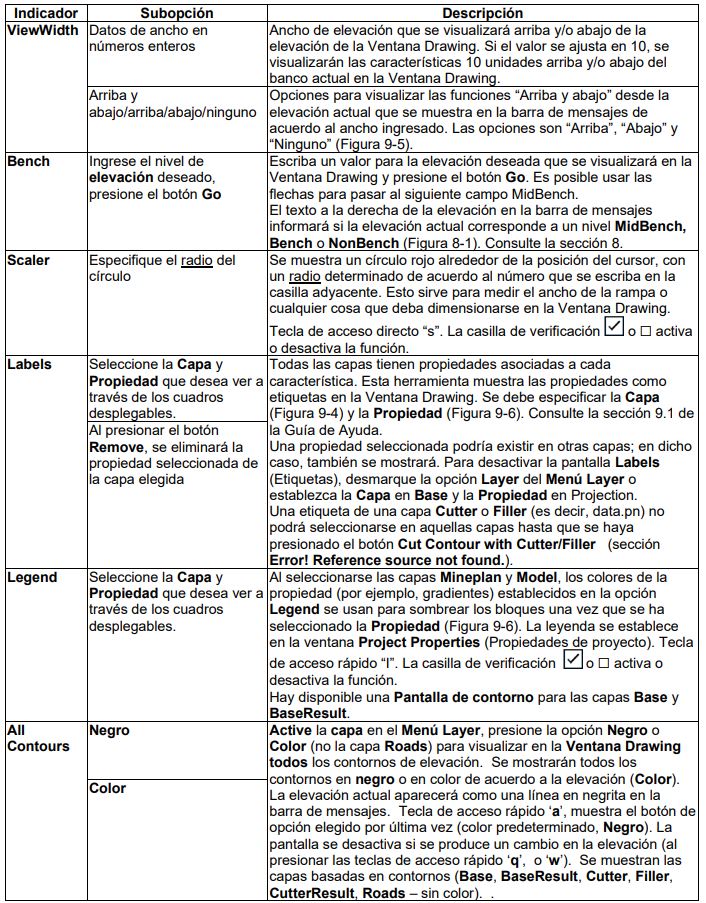 Indicador Subopción Descripción
ViewWidth
Datos de ancho en
números enteros
Ancho de elevación que se visualizará arriba y/o abajo de la
elevación de la Ventana Drawing. Si el valor se ajusta en 10, se
visualizarán las características 10 unidades arriba y/o abajo del
banco actual en la Ventana Drawing.
Arriba y
abajo/arriba/abajo/ninguno
Opciones para visualizar las funciones “Arriba y abajo” desde la
elevación actual que se muestra en la barra de mensajes de
acuerdo al ancho ingresado. Las opciones son “Arriba”, “Abajo” y
“Ninguno” (Figura 9-5).
Bench
Ingrese el nivel de
elevación deseado,
presione el botón Go
Escriba un valor para la elevación deseada que se visualizará en la
Ventana Drawing y presione el botón Go. Es posible usar las
flechas para pasar al siguiente campo MidBench.
El texto a la derecha de la elevación en la barra de mensajes
informará si la elevación actual corresponde a un nivel MidBench,
Bench o NonBench (Figura 8-1). Consulte la sección 8.
Scaler
Especifique el radio del
círculo
Se muestra un círculo rojo alrededor de la posición del cursor, con
un radio determinado de acuerdo al número que se escriba en la
casilla adyacente. Esto sirve para medir el ancho de la rampa o
cualquier cosa que deba dimensionarse en la Ventana Drawing.
Tecla de acceso directo “s”. La casilla de verificación ☑ o ☐ activa
o desactiva la función.
Labels
Seleccione la Capa y
Propiedad que desea ver a
través de los cuadros
desplegables.
Al presionar el botón
Remove, se eliminará la
propiedad seleccionada de
la capa elegida
Todas las capas tienen propiedades asociadas a cada
característica. Esta herramienta muestra las propiedades como
etiquetas en la Ventana Drawing. Se debe especificar la Capa
(Figura 9-4) y la Propiedad (Figura 9-6). Consulte la sección 9.1 de
la Guía de Ayuda.
Una propiedad seleccionada podría existir en otras capas; en dicho
caso, también se mostrará. Para desactivar la pantalla Labels
(Etiquetas), desmarque la opción Layer del Menú Layer o
establezca la Capa en Base y la Propiedad en Projection.
Una etiqueta de una capa Cutter o Filler (es decir, data.pn) no
podrá seleccionarse en aquellas capas hasta que se haya
presionado el botón Cut Contour with Cutter/Filler (sección
Error! Reference source not found.).
Legend
Seleccione la Capa y
Propiedad que desea ver a
través de los cuadros
desplegables.
Al seleccionarse las capas Mineplan y Model, los colores de la
propiedad (por ejemplo, gradientes) establecidos en la opción
Legend se usan para sombrear los bloques una vez que se ha
seleccionado la Propiedad (Figura 9-6). La leyenda se establece
en la ventana Project Properties (Propiedades de proyecto). Tecla
de acceso rápido “l”. La casilla de verificación ☑ o ☐ activa o
desactiva la función.
Hay disponible una Pantalla de contorno para las capas Base y
BaseResult.
All
Contours
Negro
Color
Active la capa en el Menú Layer, presione la opción Negro o
Color (no la capa Roads) para visualizar en la Ventana Drawing
todos los contornos de elevación. Se mostrarán todos los
contornos en negro o en color de acuerdo a la elevación (Color).
La elevación actual aparecerá como una línea en negrita en la
barra de mensajes. Tecla de acceso rápido ‘a’, muestra el botón de
opción elegido por última vez (color predeterminado, Negro). La
pantalla se desactiva si se produce un cambio en la elevación (al
presionar las teclas de acceso rápido ‘q’, o ‘w’). Se muestran las
capas basadas en contornos (Base, BaseResult, Cutter, Filler,
CutterResult, Roads – sin color). .